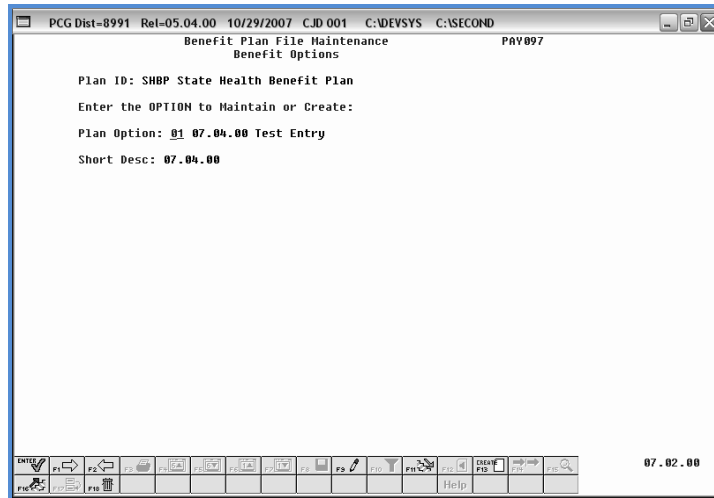 PCG Dist=8991 Rel=05.04.00 10/29/2007 CJD 001 C:\DEVSYS C:\SECOND
Benefit Plan File Maintenance PAY097
Benefit Options
Plan ID: SHBP State Health Benefit Plan
Enter the OPTION to Maintain or Create:
Plan Option: 01 07.04.00 Test Entry
Short Desc: 07.04.00
ENTER F1 F2 F3 F4 F5 F6 F7 F8 F9 F10 F11 F12 CREATE F13 F14 F15 07.02.00
F16 F17 F18 Help